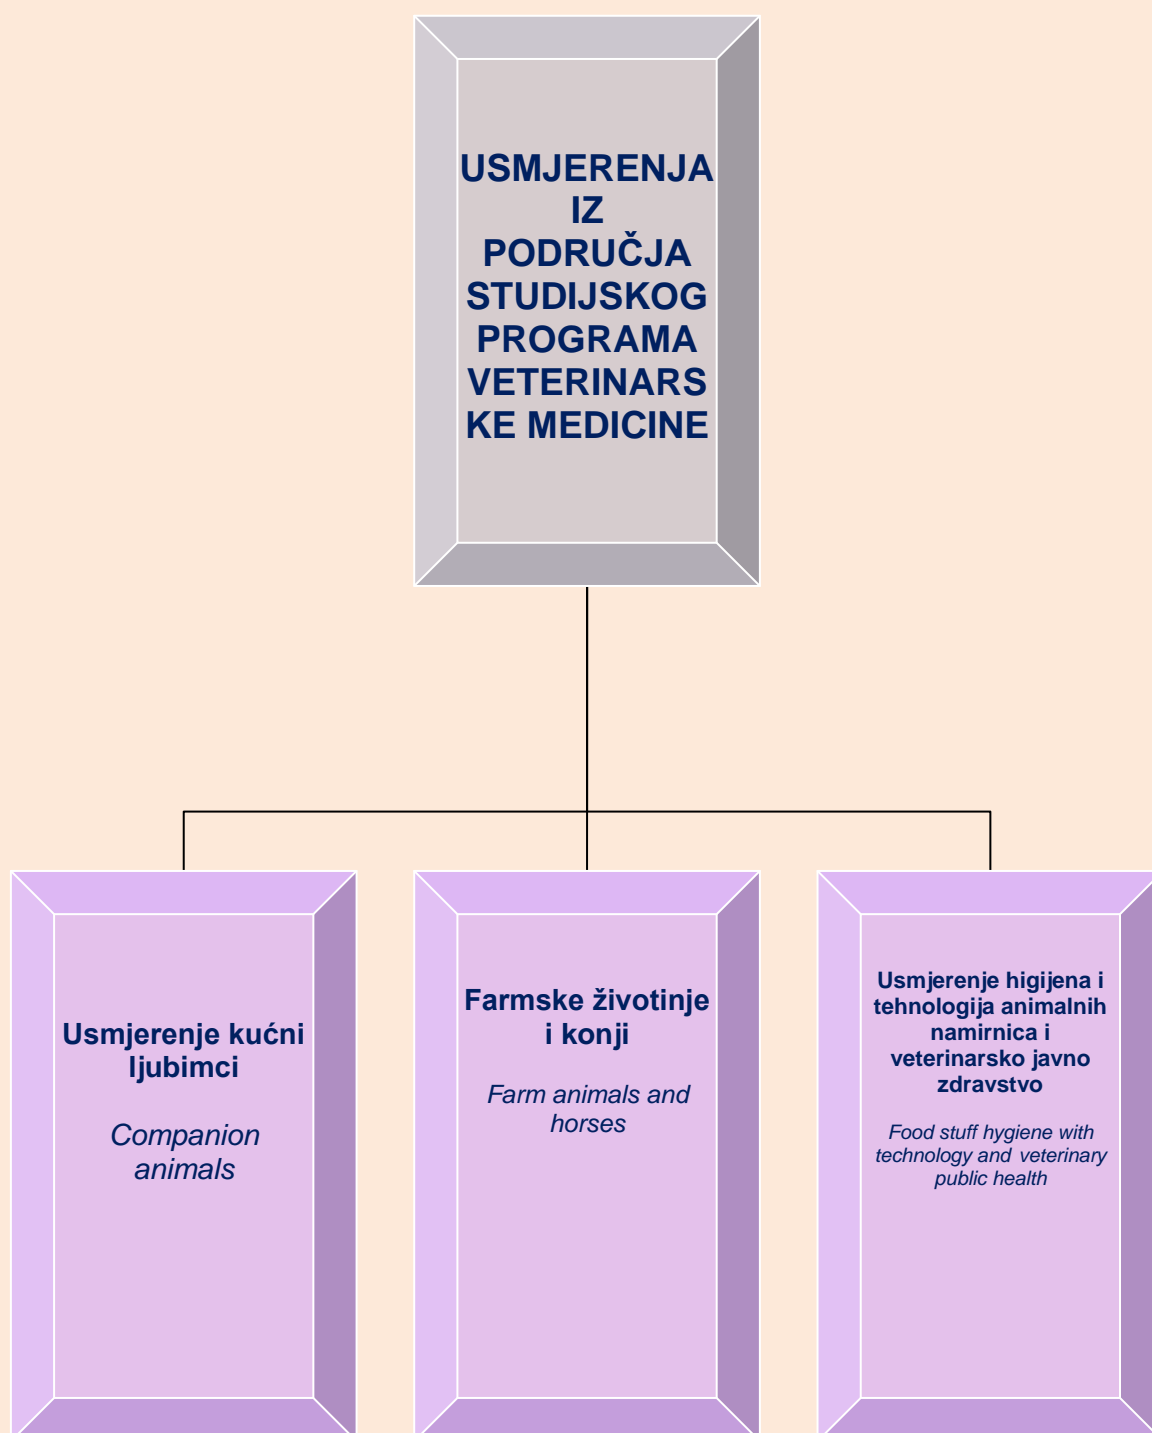 USMJERENJA
IZ
PODRUČJA
STUDIJSKOG
PROGRAMA
VETERINARS
KE MEDICINE
Usmjerenje kućni
ljubimci
Companion
animals
Farmske životinje
i konji
Farm animals and
horses
Usmjerenje higijena i
tehnologija animalnih
namirnica i
veterinarsko javno
zdravstvo
Food stuff hygiene with
technology and veterinary
public health